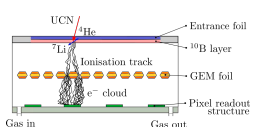 UCN
⁴He
Entrance foil
⁷Li
¹⁰B layer
Ionisation track
GEM foil
e⁻ cloud
Pixel readout
structure
Gas in
Gas out